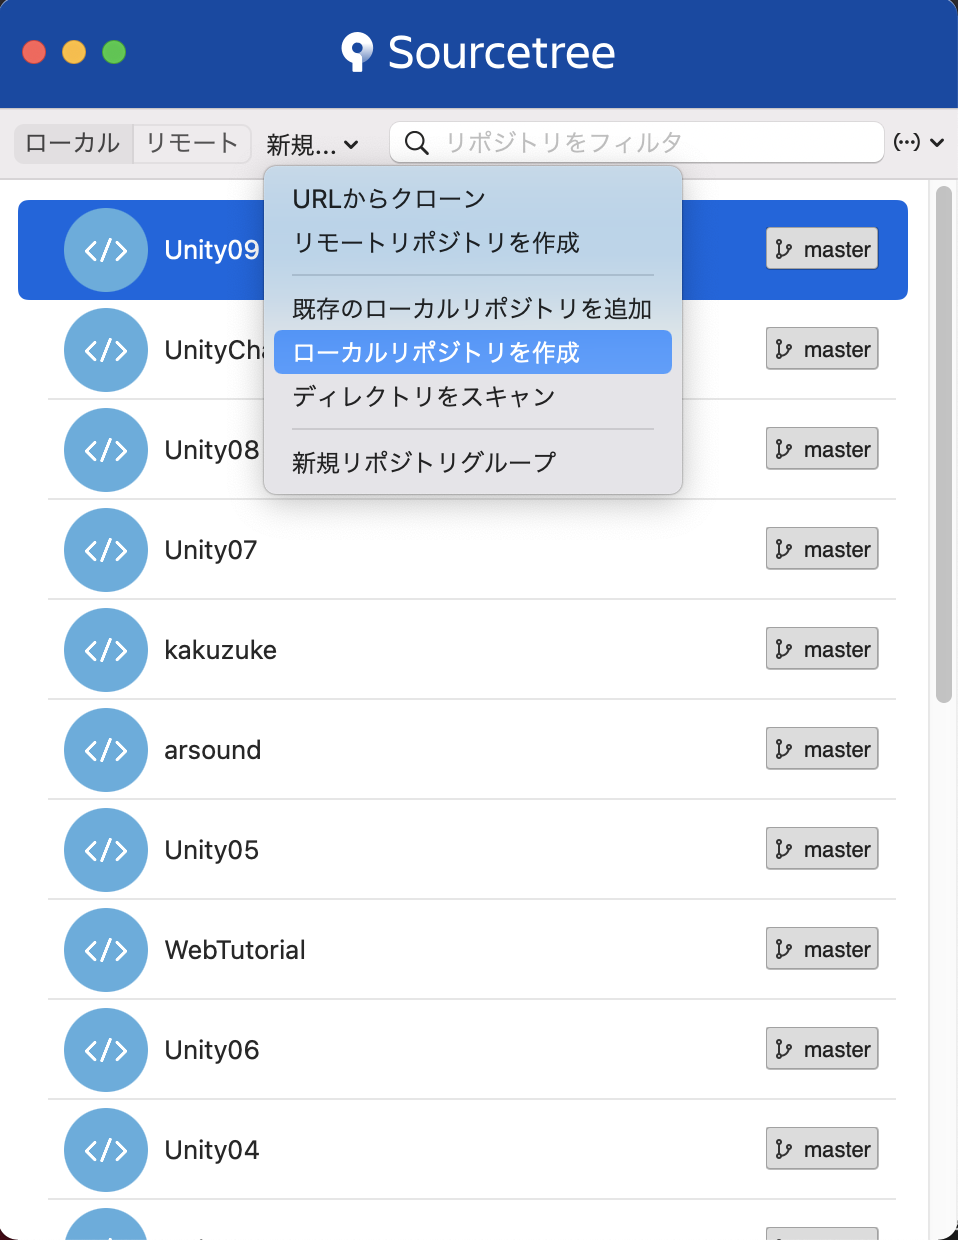 Sourcetree
ローカル リモート 新規... リポジトリをフィルタ
URLからクローン
リモートリポジトリを作成
既存のローカルリポジトリを追加
ローカルリポジトリを作成
ディレクトリをスキャン
新規リポジトリグループ
Unity09 master
UnityCha master
Unity08 master
Unity07 master
kakuzuke master
arsound master
Unity05 master
WebTutorial master
Unity06 master
Unity04 master